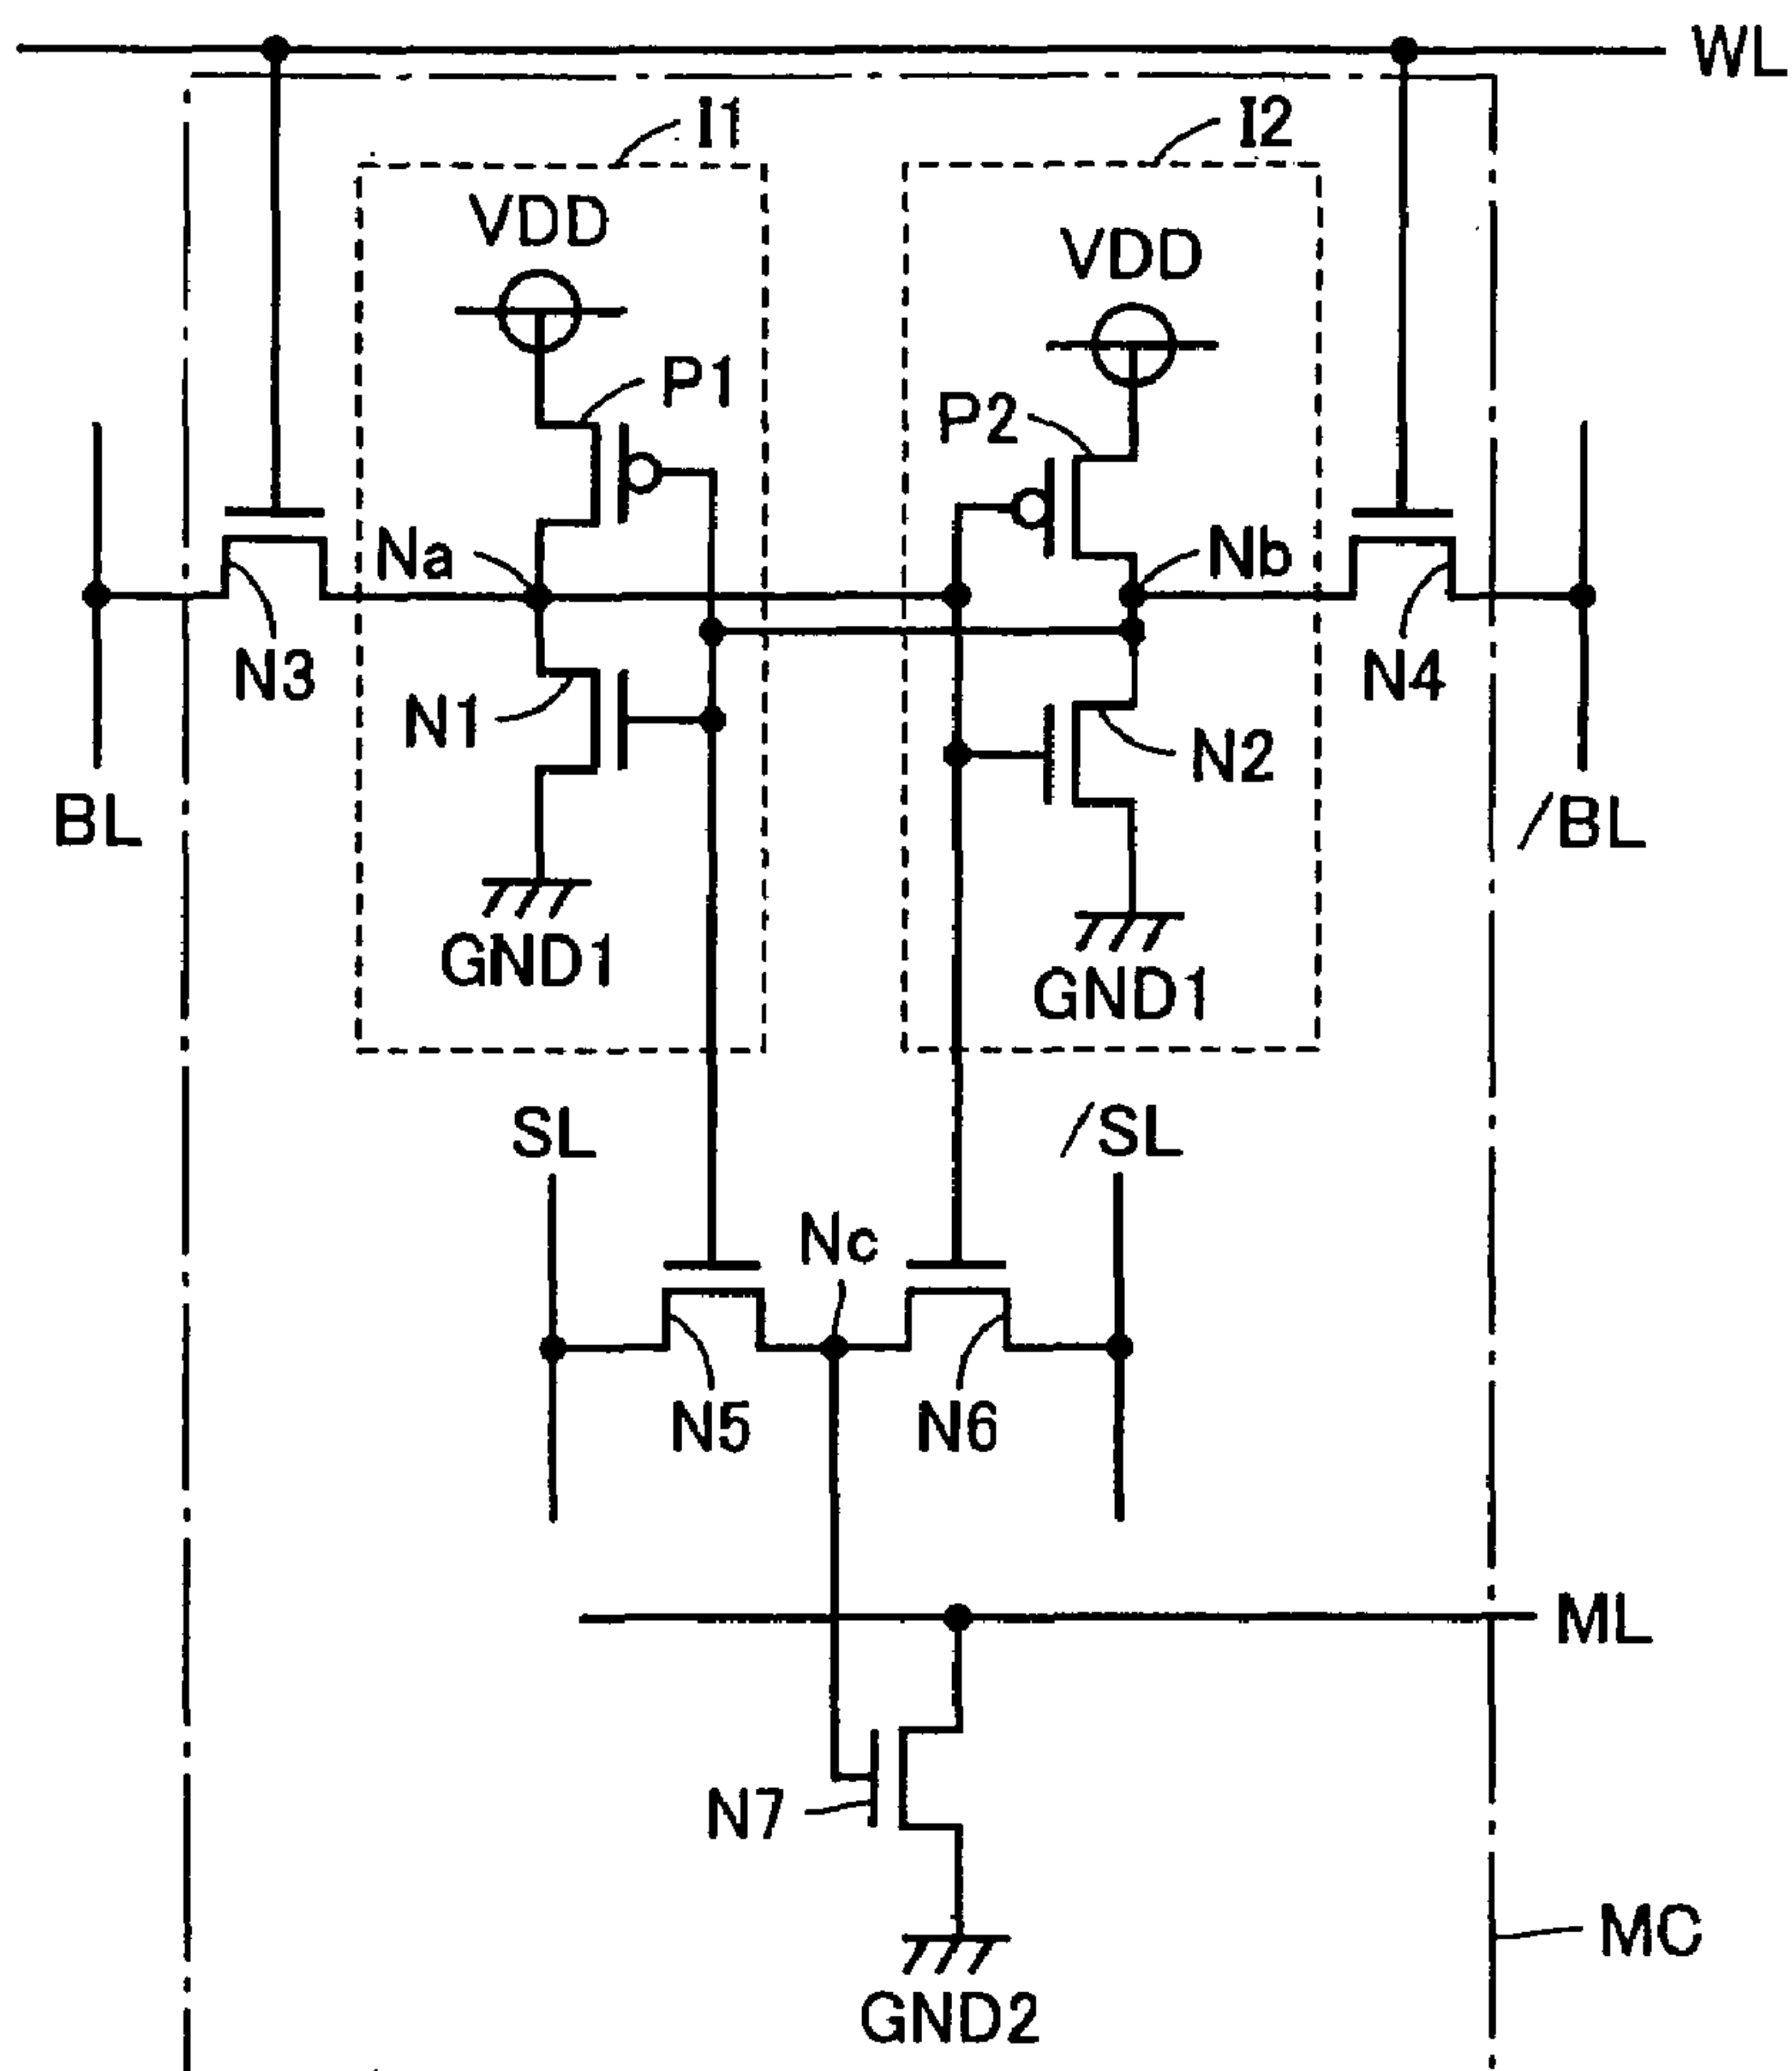 WL
I1
I2
VDD
VDD
P1
P2
Na
Nb
N3
N4
N1
N2
BL
/BL
GND1
GND1
SL
/SL
Nc
N5
N6
ML
N7
MC
GND2